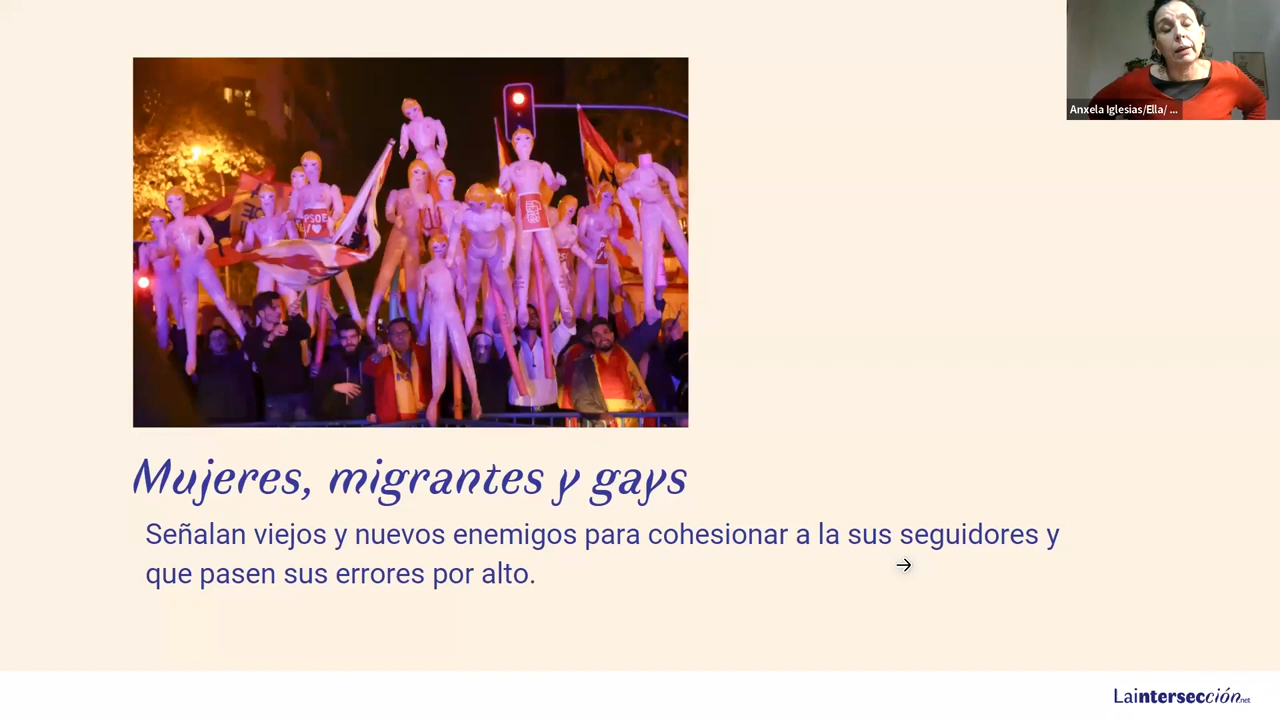 Anxela Iglesias/Ella/ ...
PSOE
Mujeres, migrantes y gays
Señalan viejos y nuevos enemigos para cohesionar a la sus seguidores y
que pasen sus errores por alto.
Laintersección.net